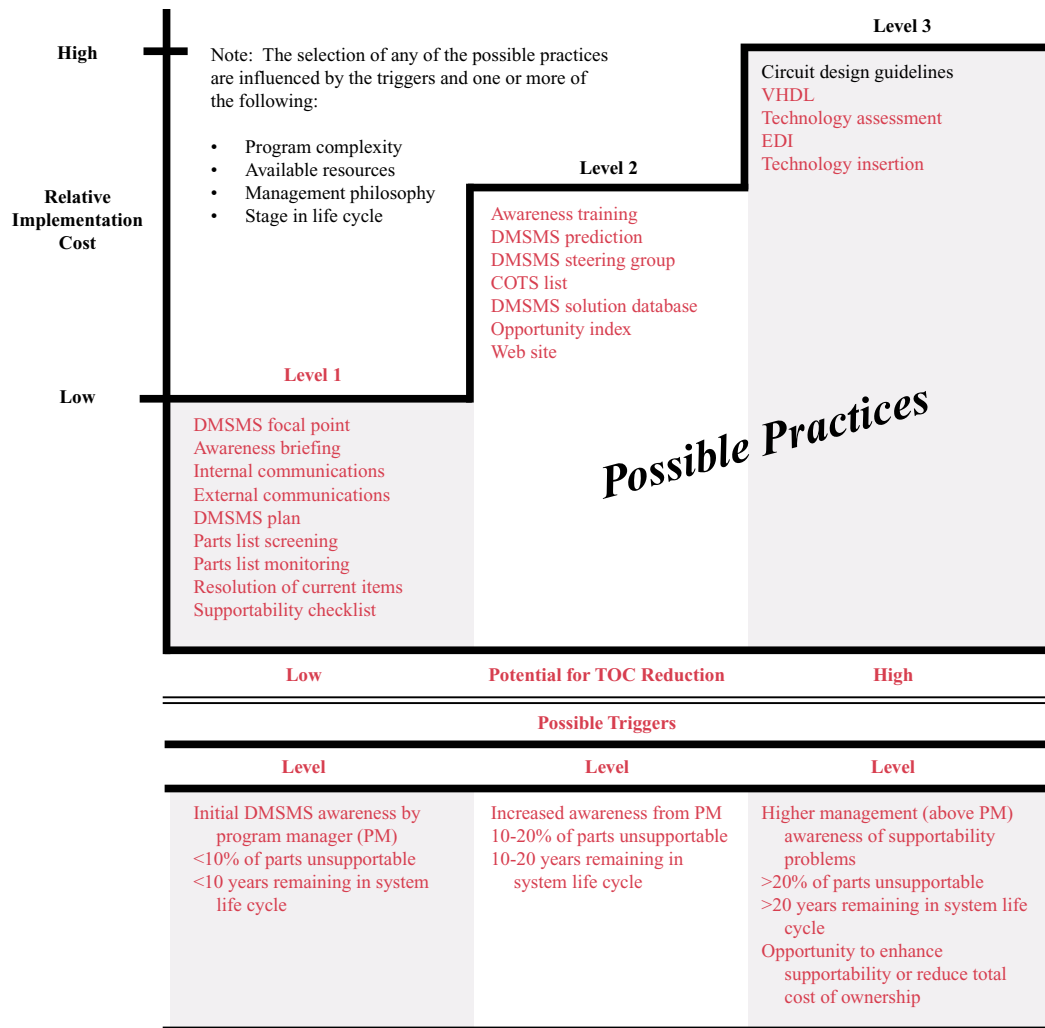 Level 3
High
Note: The selection of any of the possible practices
are influenced by the triggers and one or more of
the following:
• Program complexity
• Available resources
• Management philosophy
• Stage in life cycle
Circuit design guidelines
VHDL
Technology assessment
EDI
Technology insertion
Level 2
Relative
Implementation
Cost
Awareness training
DMSMS prediction
DMSMS steering group
COTS list
DMSMS solution database
Opportunity index
Web site
Level 1
Low
DMSMS focal point
Awareness briefing
Internal communications
External communications
DMSMS plan
Parts list screening
Parts list monitoring
Resolution of current items
Supportability checklist
Possible Practices
Low Potential for TOC Reduction High
Possible Triggers
Level Level Level
Initial DMSMS awareness by
program manager (PM)
<10% of parts unsupportable
<10 years remaining in system
life cycle
Increased awareness from PM
10-20% of parts unsupportable
10-20 years remaining in
system life cycle
Higher management (above PM)
awareness of supportability
problems
>20% of parts unsupportable
>20 years remaining in system life
cycle
Opportunity to enhance
supportability or reduce total
cost of ownership